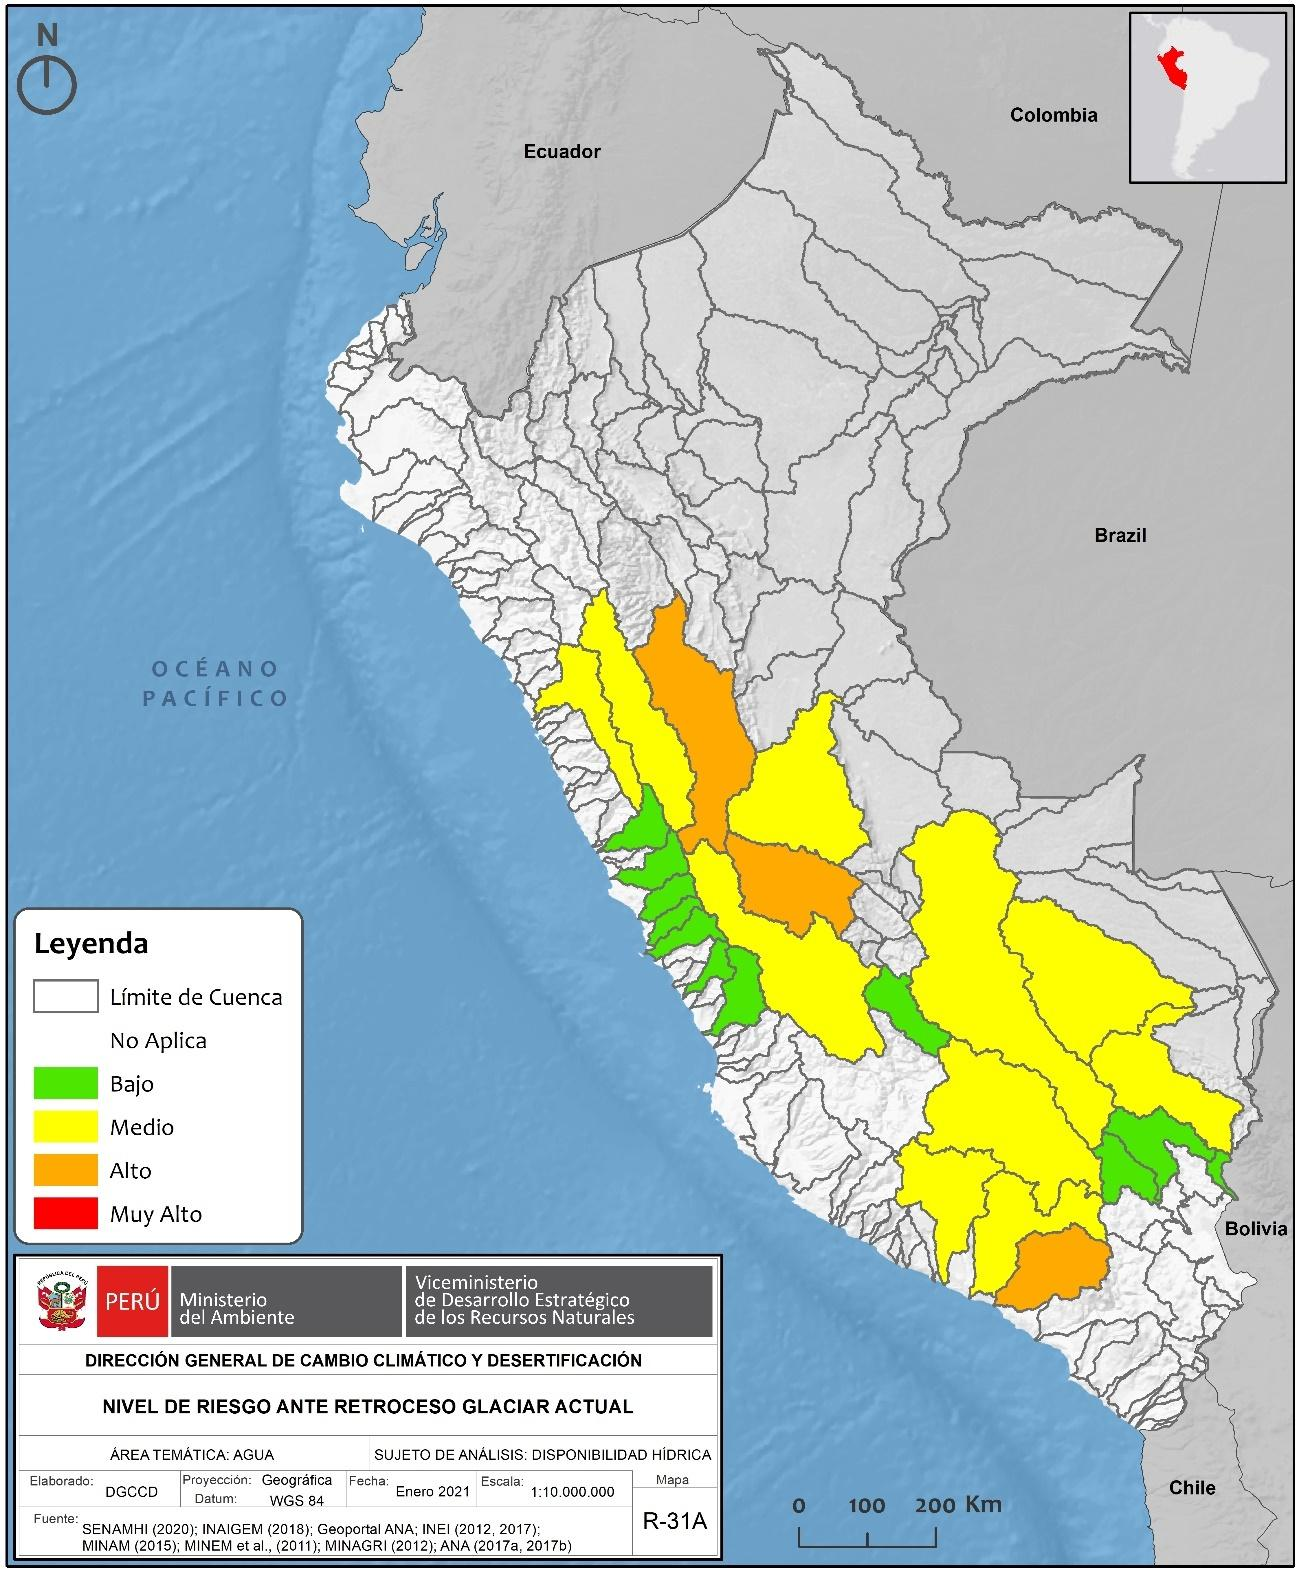 N
Colombia
Ecuador
Brazil
OCÉANO
PACÍFICO
Leyenda
Límite de Cuenca
No Aplica
Bajo
Medio
Alto
Muy Alto
Bolivia
Chile
0 100 200 Km
REPÚBLICA DEL PERÚ
PERÚ
Ministerio
del Ambiente
Viceministerio
de Desarrollo Estratégico
de los Recursos Naturales
DIRECCIÓN GENERAL DE CAMBIO CLIMÁTICO Y DESERTIFICACIÓN
NIVEL DE RIESGO ANTE RETROCESO GLACIAR ACTUAL
ÁREA TEMÁTICA: AGUA SUJETO DE ANÁLISIS: DISPONIBILIDAD HÍDRICA
Elaborado: DGCCD
Proyección: Geográfica
Datum: WGS 84
Fecha: Enero 2021
Escala: 1:10.000.000
Mapa
R-31A
Fuente: SENAMHI (2020); INAIGEM (2018); Geoportal ANA; INEI (2012, 2017);
MINAM (2015); MINEM et al., (2011); MINAGRI (2012); ANA (2017a, 2017b)